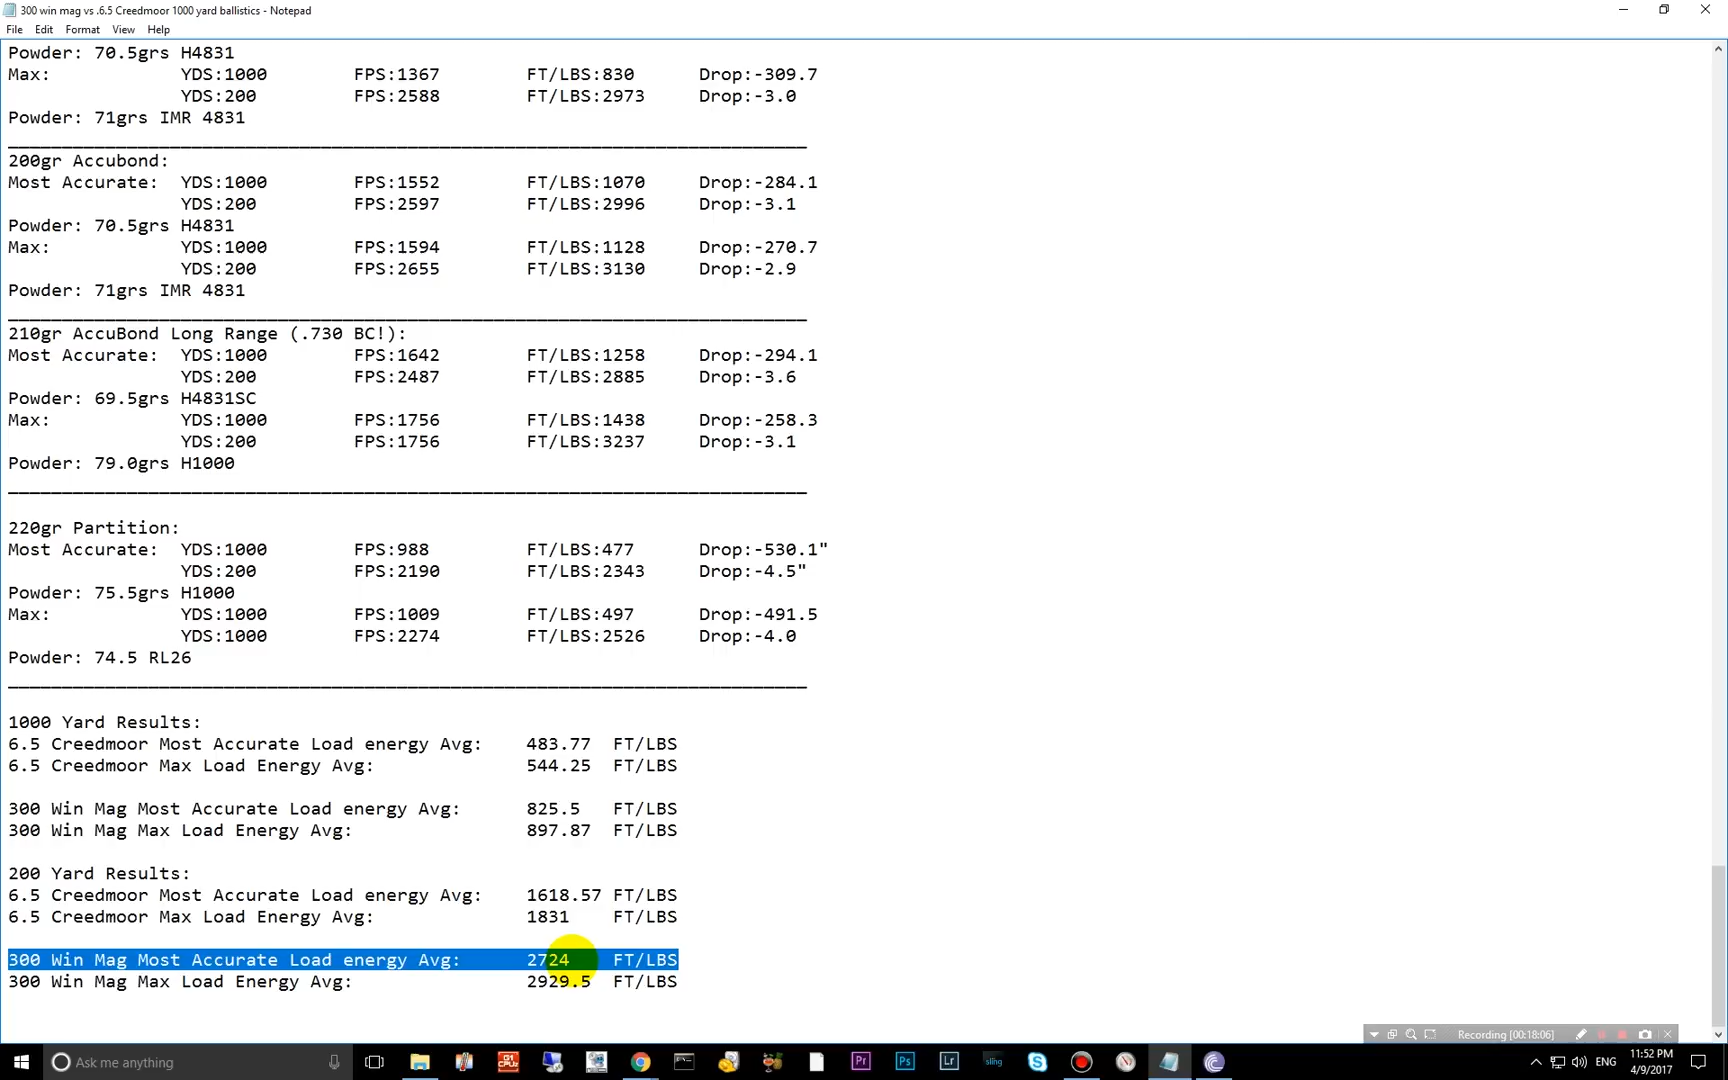 300 win mag vs .6.5 Creedmoor 1000 yard ballistics - Notepad
File Edit Format View Help
Powder: 70.5grs H4831
Max: YDS:1000 FPS:1367 FT/LBS:830 Drop:-309.7
YDS:200 FPS:2588 FT/LBS:2973 Drop:-3.0
Powder: 71grs IMR 4831
200gr Accubond:
Most Accurate: YDS:1000 FPS:1552 FT/LBS:1070 Drop:-284.1
YDS:200 FPS:2597 FT/LBS:2996 Drop:-3.1
Powder: 70.5grs H4831
Max: YDS:1000 FPS:1594 FT/LBS:1128 Drop:-270.7
YDS:200 FPS:2655 FT/LBS:3130 Drop:-2.9
Powder: 71grs IMR 4831
210gr AccuBond Long Range (.730 BC!):
Most Accurate: YDS:1000 FPS:1642 FT/LBS:1258 Drop:-294.1
YDS:200 FPS:2487 FT/LBS:2885 Drop:-3.6
Powder: 69.5grs H4831SC
Max: YDS:1000 FPS:1756 FT/LBS:1438 Drop:-258.3
YDS:200 FPS:1756 FT/LBS:3237 Drop:-3.1
Powder: 79.0grs H1000
220gr Partition:
Most Accurate: YDS:1000 FPS:988 FT/LBS:477 Drop:-530.1"
YDS:200 FPS:2190 FT/LBS:2343 Drop:-4.5"
Powder: 75.5grs H1000
Max: YDS:1000 FPS:1009 FT/LBS:497 Drop:-491.5
YDS:1000 FPS:2274 FT/LBS:2526 Drop:-4.0
Powder: 74.5 RL26
1000 Yard Results:
6.5 Creedmoor Most Accurate Load energy Avg: 483.77 FT/LBS
6.5 Creedmoor Max Load Energy Avg: 544.25 FT/LBS
300 Win Mag Most Accurate Load energy Avg: 825.5 FT/LBS
300 Win Mag Max Load Energy Avg: 897.87 FT/LBS
200 Yard Results:
6.5 Creedmoor Most Accurate Load energy Avg: 1618.57 FT/LBS
6.5 Creedmoor Max Load Energy Avg: 1831 FT/LBS
300 Win Mag Most Accurate Load energy Avg: 2724 FT/LBS
300 Win Mag Max Load Energy Avg: 2929.5 FT/LBS
Recording [00:18:06]
Ask me anything
Pr Ps Lr sling
ENG
11:52 PM
4/9/2017